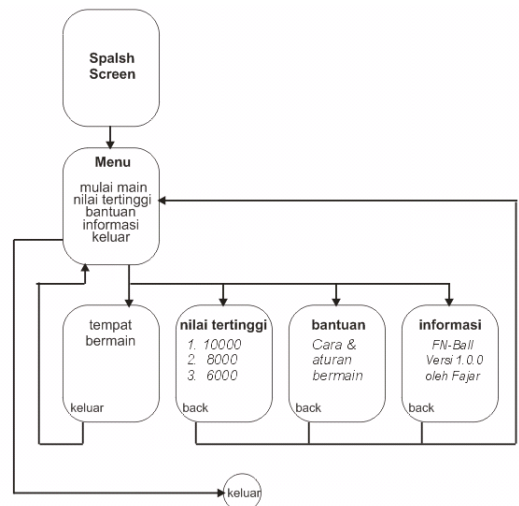 Spalsh
Screen
Menu
mulai main
nilai tertinggi
bantuan
informasi
keluar
tempat
bermain
keluar
nilai tertinggi
1. 10000
2. 8000
3. 6000
back
bantuan
Cara &
aturan
bermain
back
informasi
FN-Ball
Versi 1.0.0
oleh Fajar
back
keluar